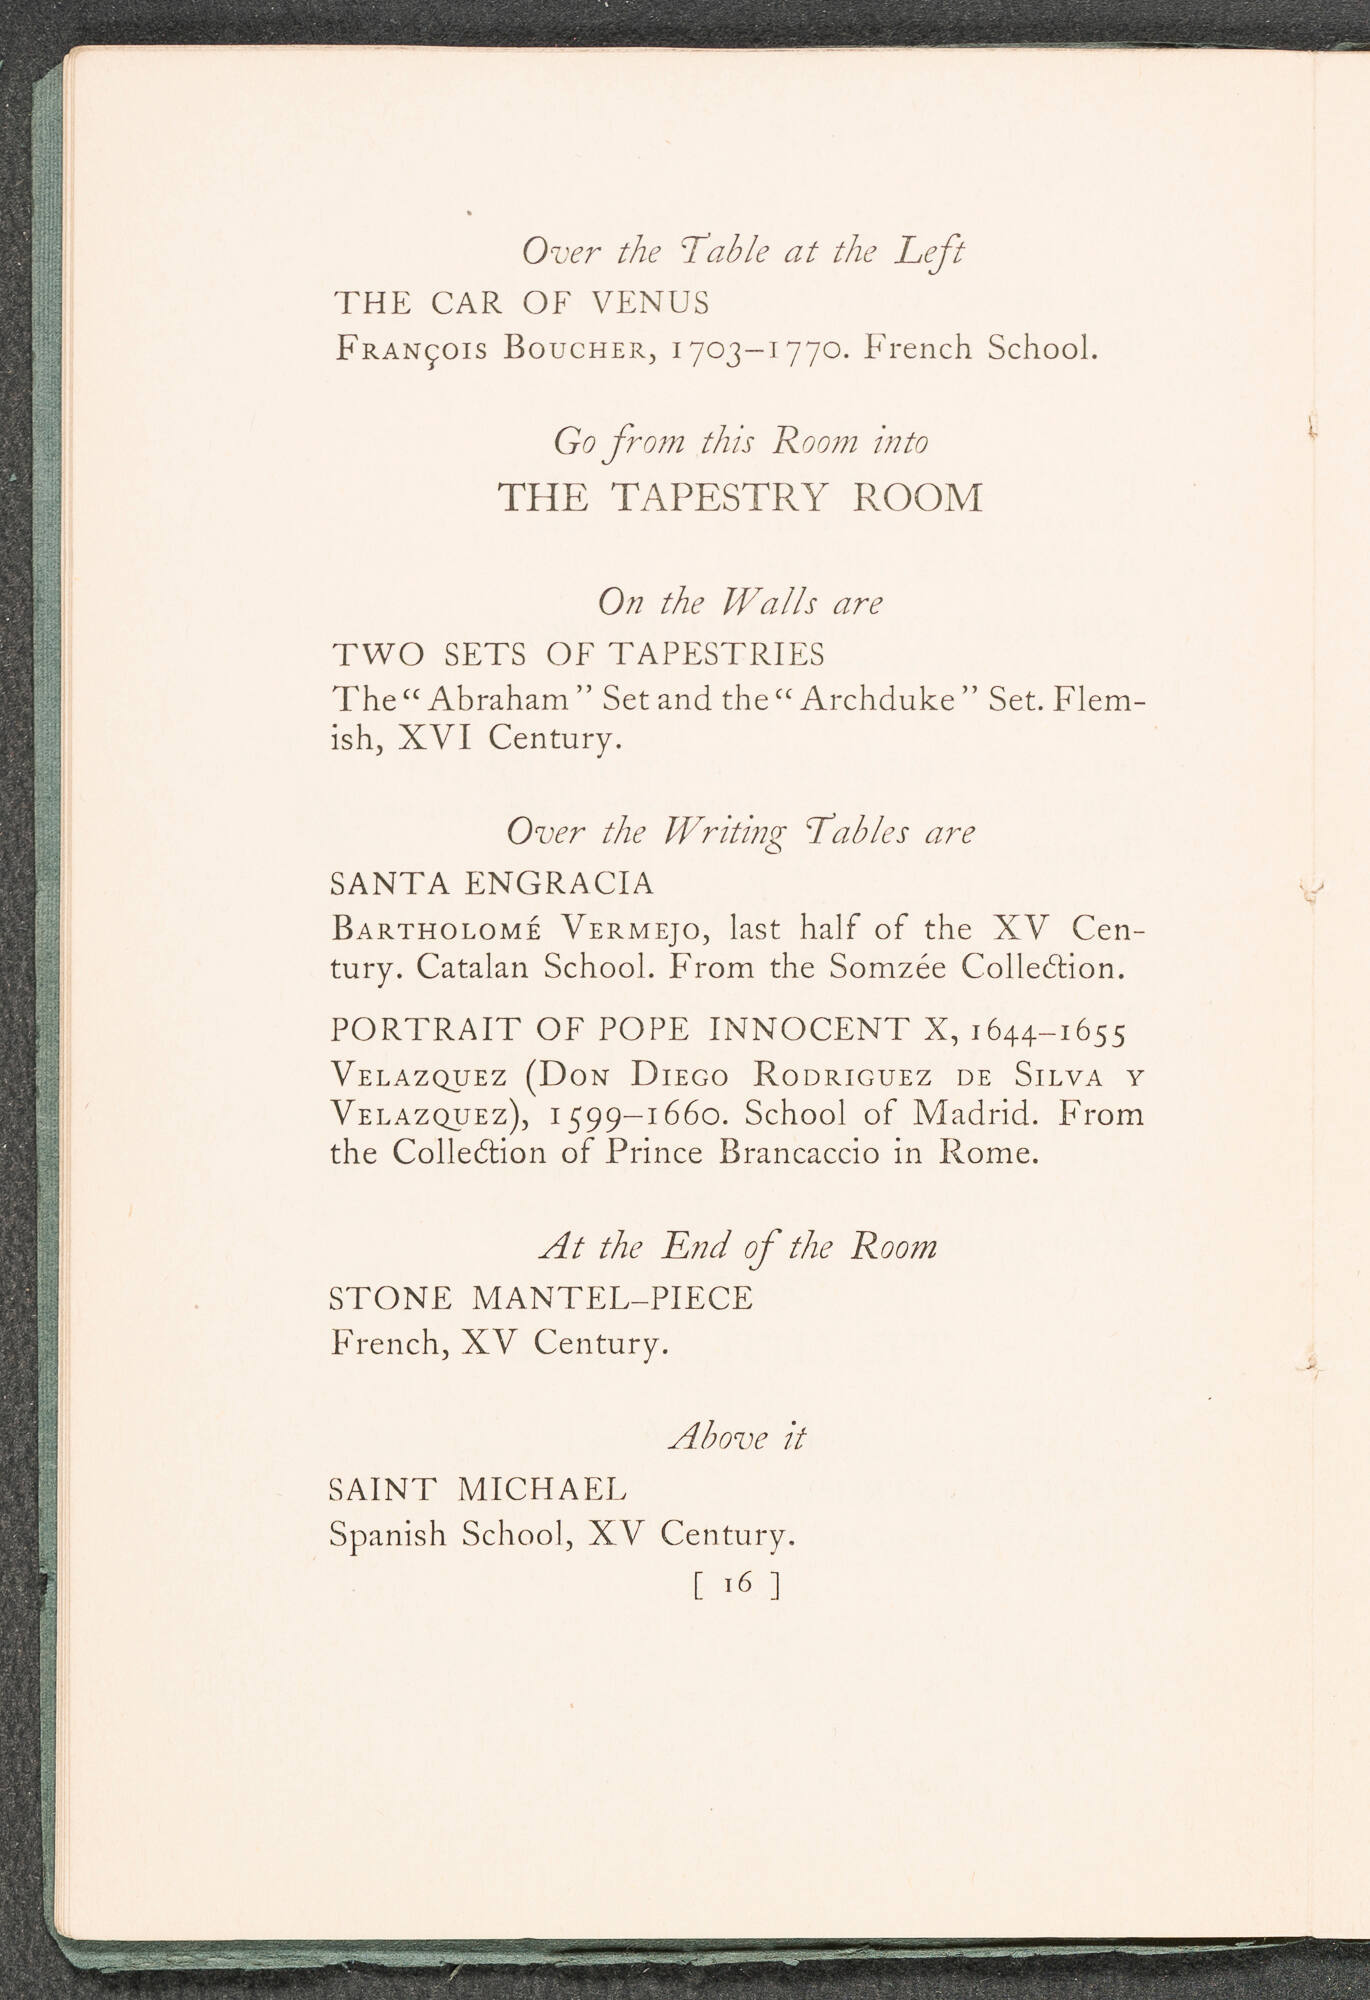 Over the Table at the Left
THE CAR OF VENUS
François Boucher, 1703–1770. French School.
Go from this Room into
THE TAPESTRY ROOM
On the Walls are
TWO SETS OF TAPESTRIES
The “Abraham” Set and the “Archduke” Set. Flem-
ish, XVI Century.
Over the Writing Tables are
SANTA ENGRACIA
Bartholomé Vermejo, last half of the XV Cen-
tury. Catalan School. From the Somzée Collection.
PORTRAIT OF POPE INNOCENT X, 1644–1655
Velazquez (Don Diego Rodriguez de Silva y
Velazquez), 1599–1660. School of Madrid. From
the Collection of Prince Brancaccio in Rome.
At the End of the Room
STONE MANTEL–PIECE
French, XV Century.
Above it
SAINT MICHAEL
Spanish School, XV Century.
[ 16 ]